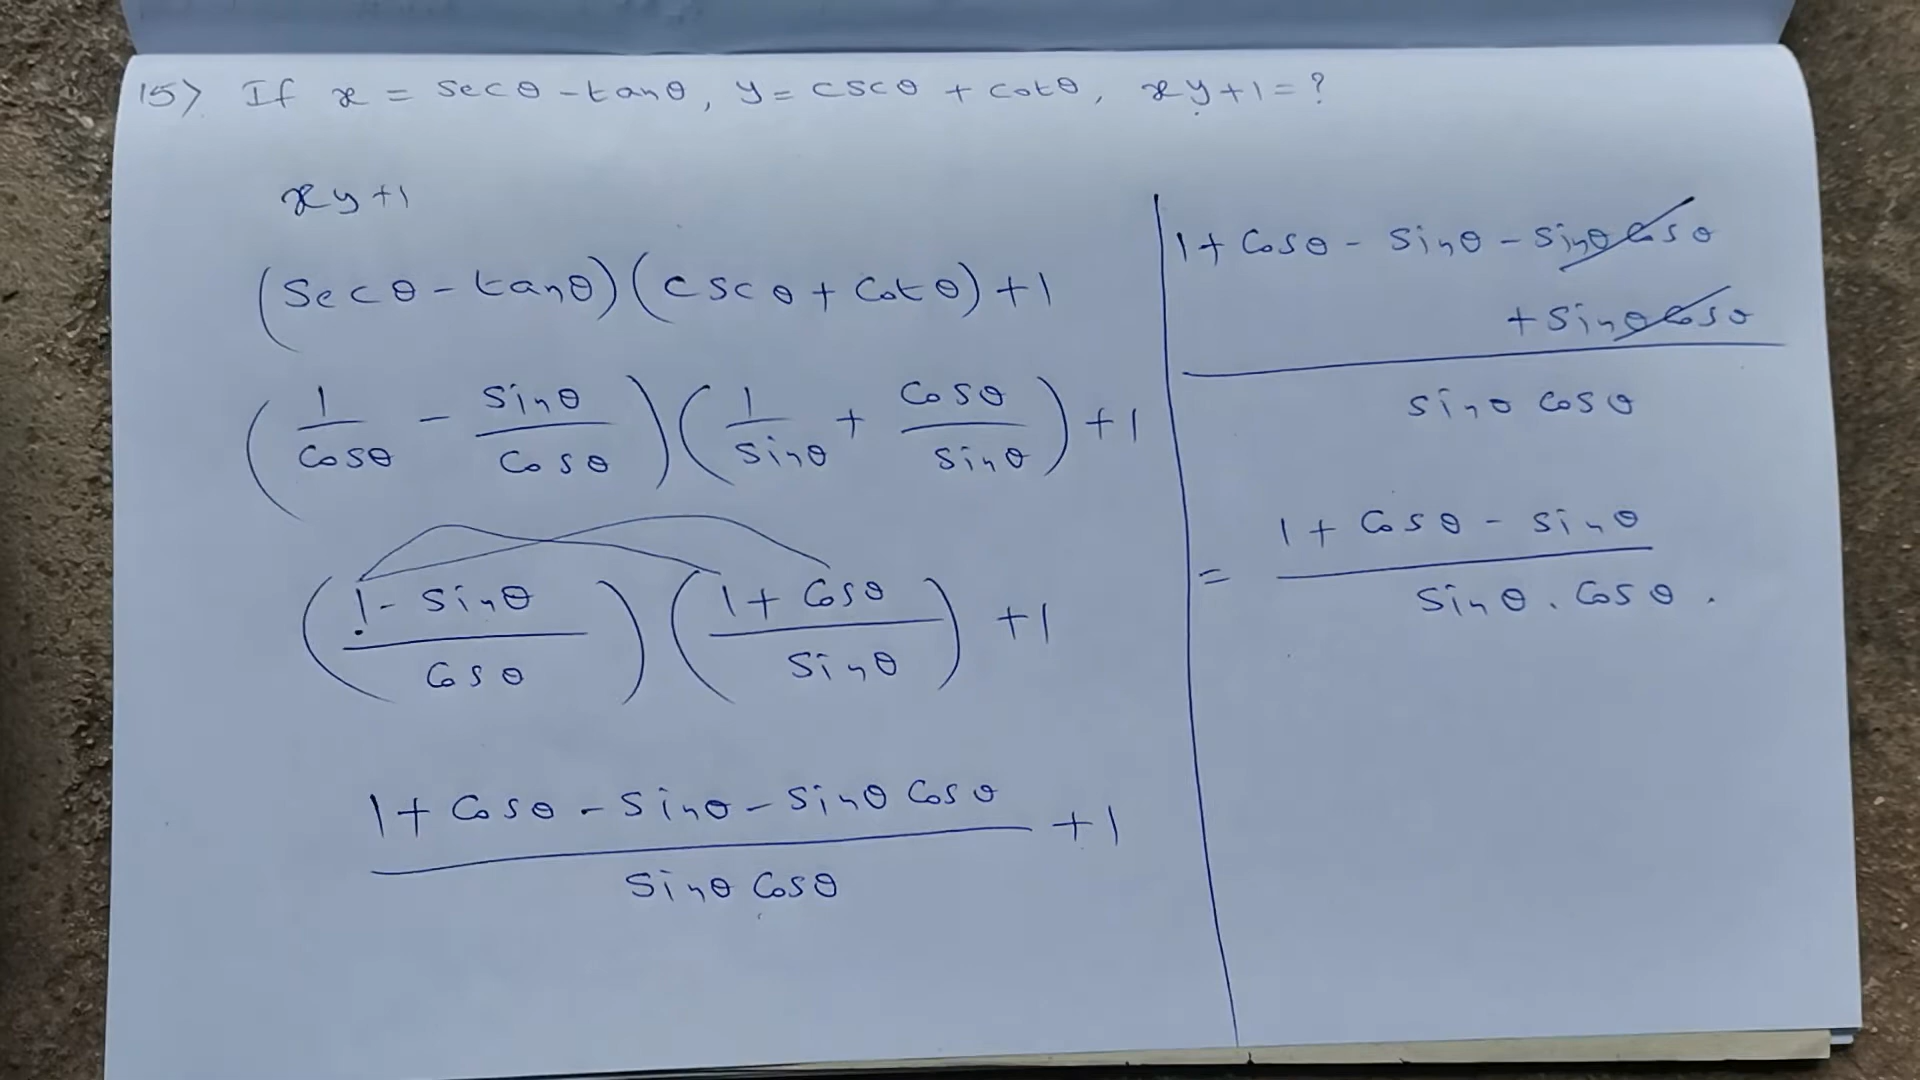 15) If x = secθ - tanθ, y = cscθ + cotθ, xy + 1 = ?
xy + 1
(secθ - tanθ)(cscθ + cotθ) + 1
(1/cosθ - sinθ/cosθ)(1/sinθ + cosθ/sinθ) + 1
((1 - sinθ)/cosθ)((1 + cosθ)/sinθ) + 1
(1 + cosθ - sinθ - sinθ cosθ)/(sinθ cosθ) + 1
1 + cosθ - sinθ - sinθ cosθ
+ sinθ cosθ
sinθ cosθ
= (1 + cosθ - sinθ)/(sinθ . cosθ) .